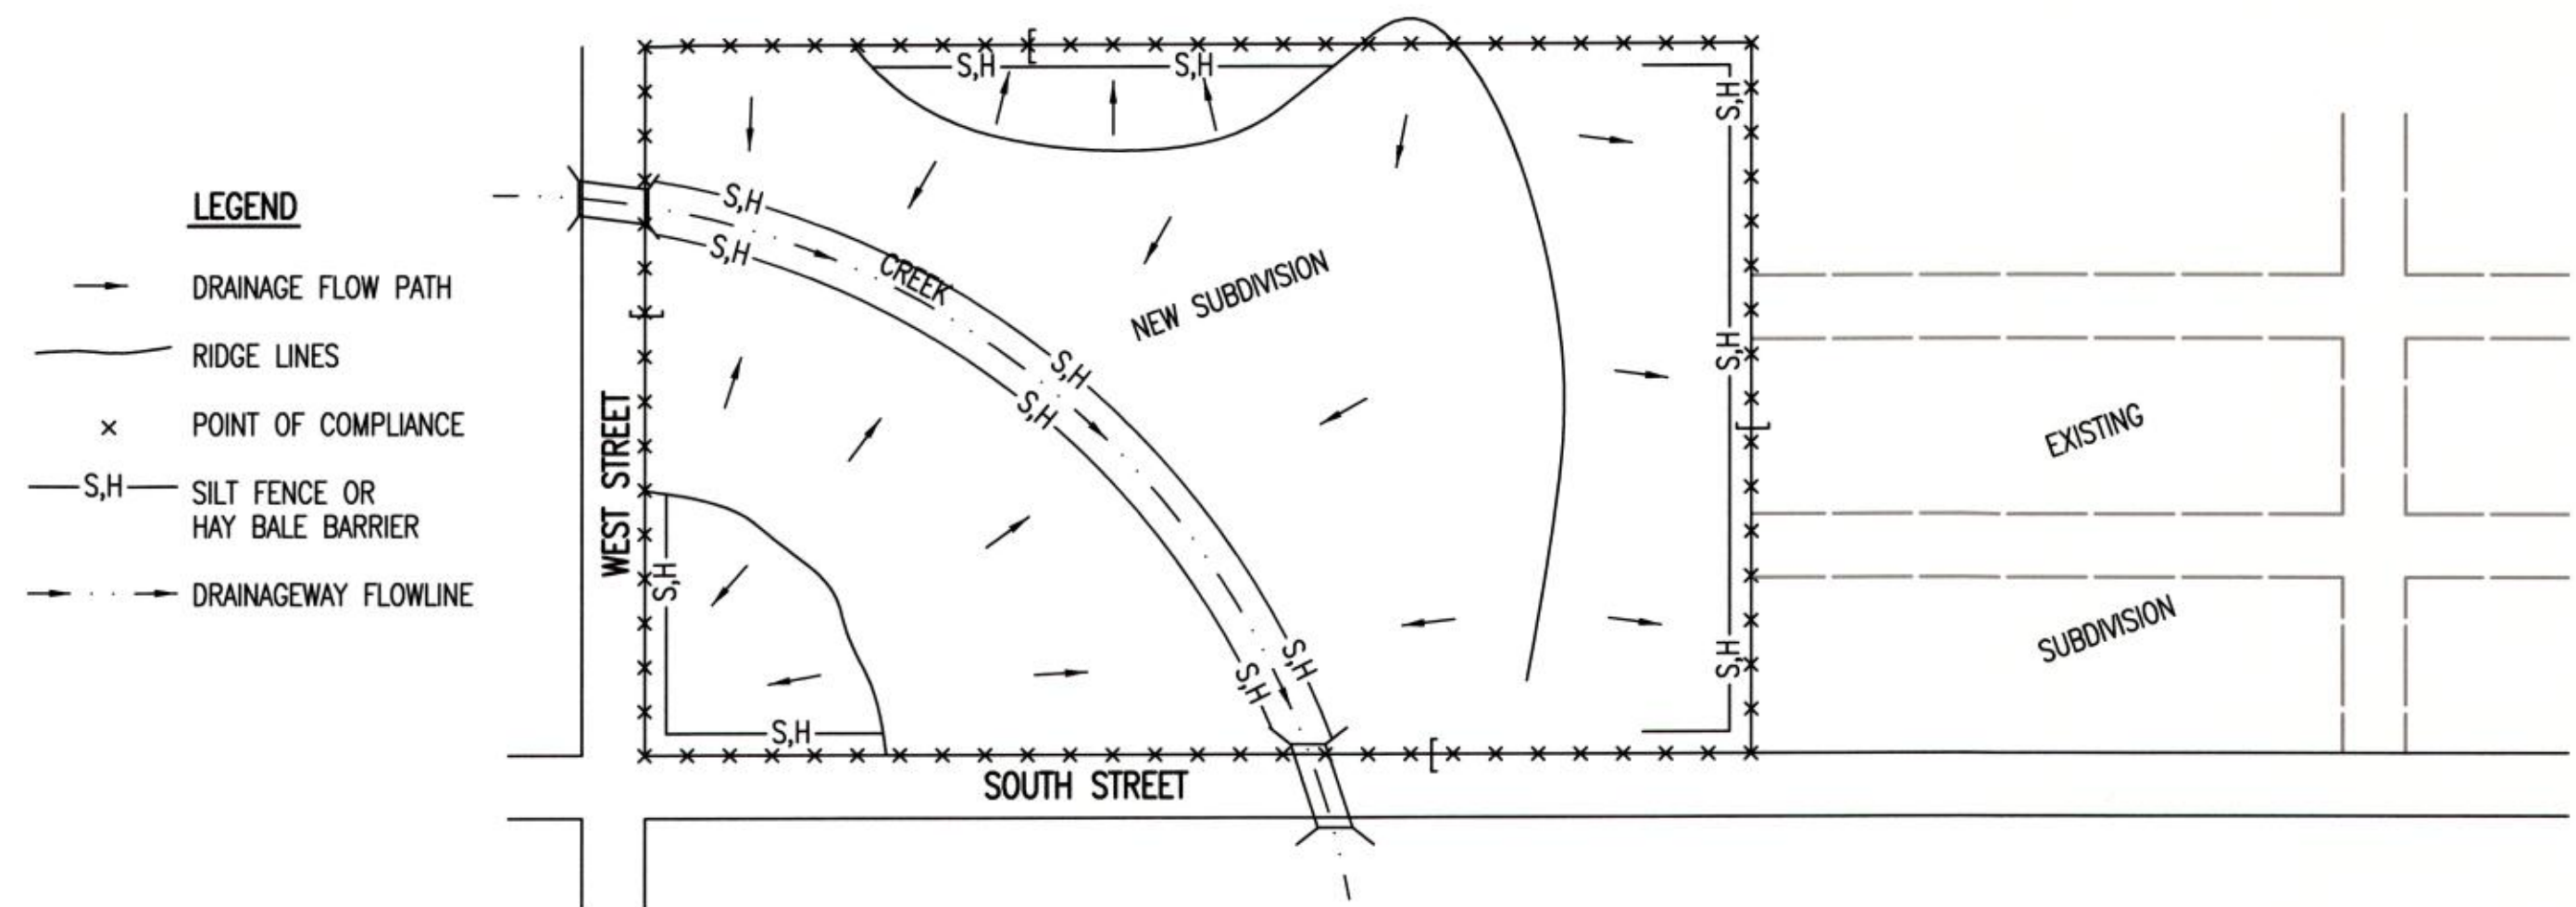 LEGEND
DRAINAGE FLOW PATH
RIDGE LINES
× POINT OF COMPLIANCE
S,H SILT FENCE OR
HAY BALE BARRIER
DRAINAGEWAY FLOWLINE
S,H S,H
S,H
S,H
S,H
CREEK
NEW SUBDIVISION
S,H
S,H
S,H
WEST STREET
S,H
EXISTING
SUBDIVISION
S,H
S,H
S,H
S,H
SOUTH STREET